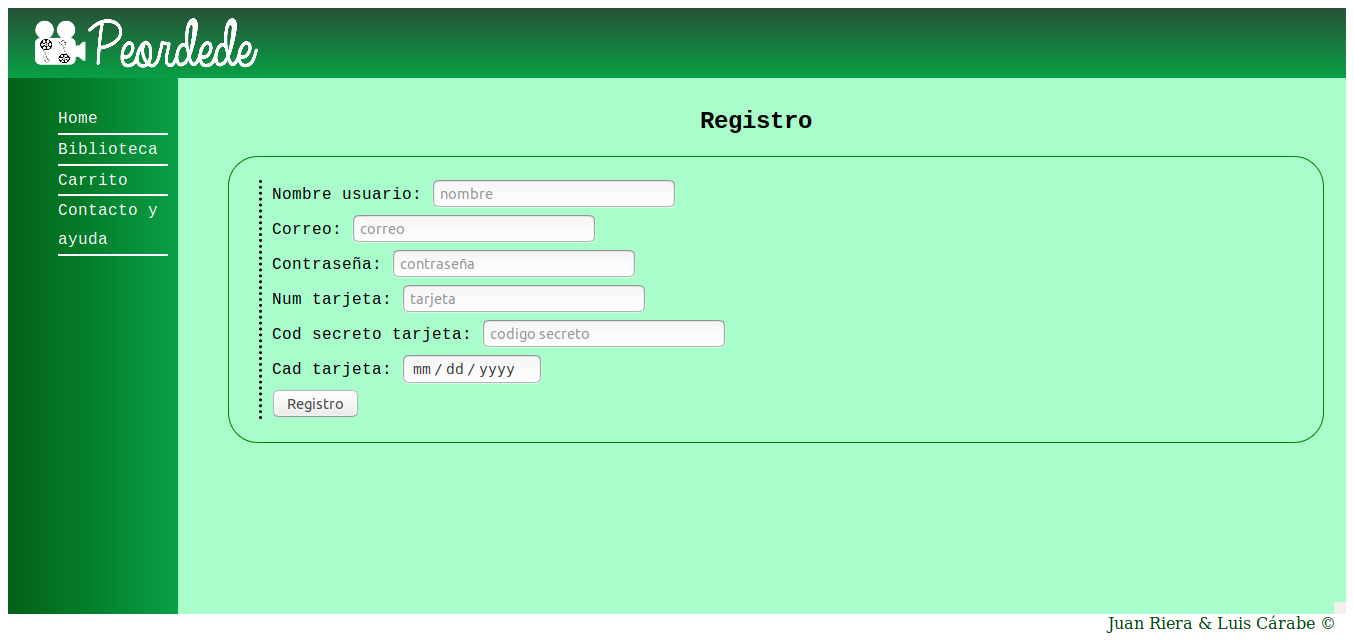 Peordede
Home
Biblioteca
Carrito
Contacto y
ayuda
Registro
Nombre usuario: nombre
Correo: correo
Contraseña: contraseña
Num tarjeta: tarjeta
Cod secreto tarjeta: codigo secreto
Cad tarjeta: mm / dd / yyyy
Registro
Juan Riera & Luis Cárabe ©